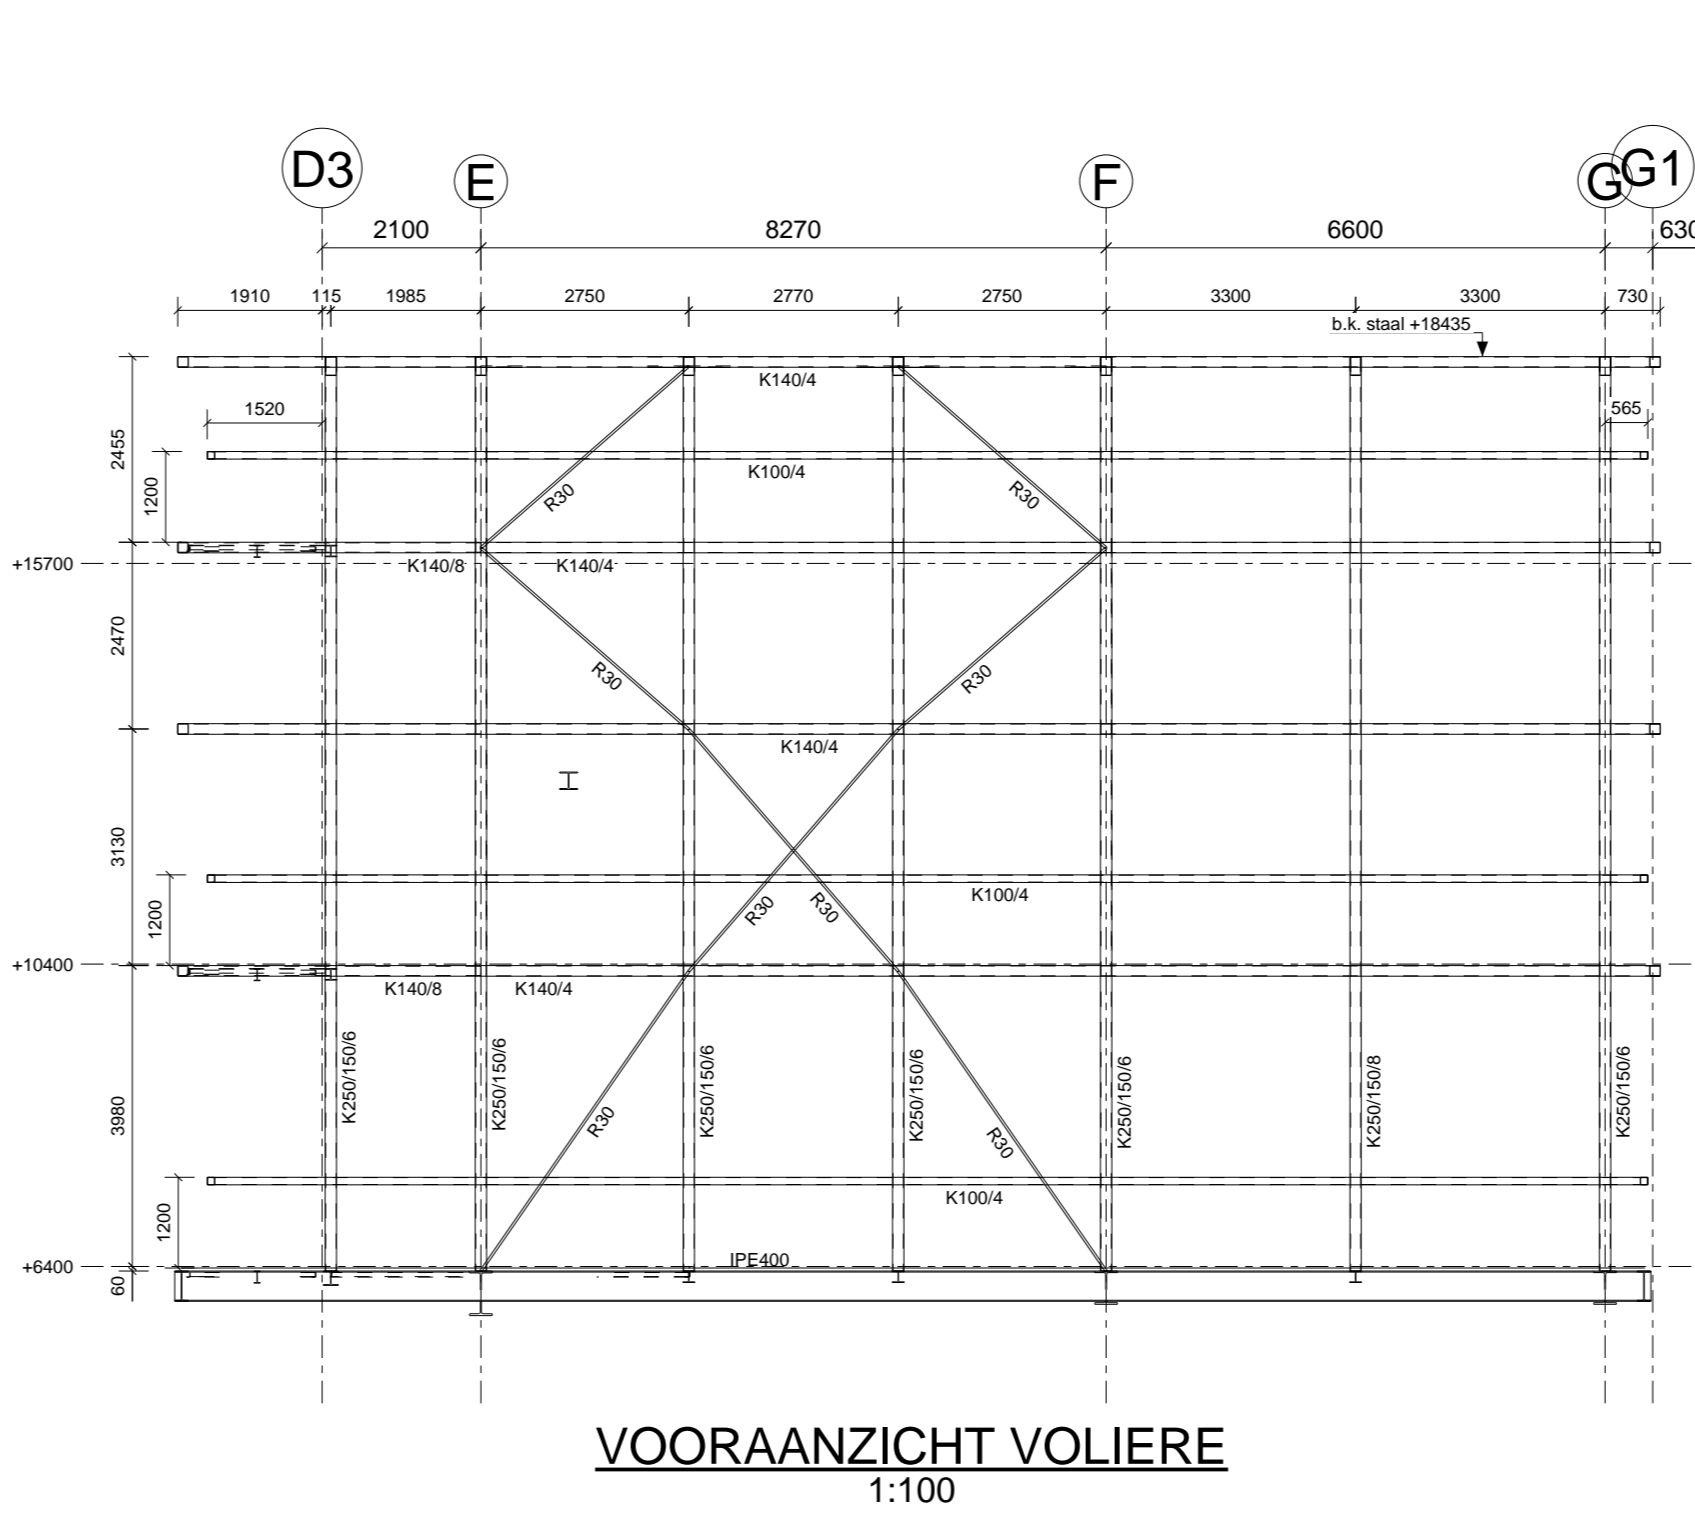 D3 E F G G1
2100 8270 6600 630
1910 115 1985 2750 2770 2750 3300 3300 730
b.k. staal +18435
K140/4
1520 565
2455
K100/4
1200
R30 R30
+15700
K140/8 K140/4
2470
R30 R30
K140/4
3130
K100/4
1200
R30 R30
+10400
K140/8 K140/4
K250/150/6 K250/150/6 K250/150/6 K250/150/6 K250/150/6 K250/150/8 K250/150/6
3980
R30 R30
K100/4
1200
IPE400
+6400
60
VOORAANZICHT VOLIERE
1:100